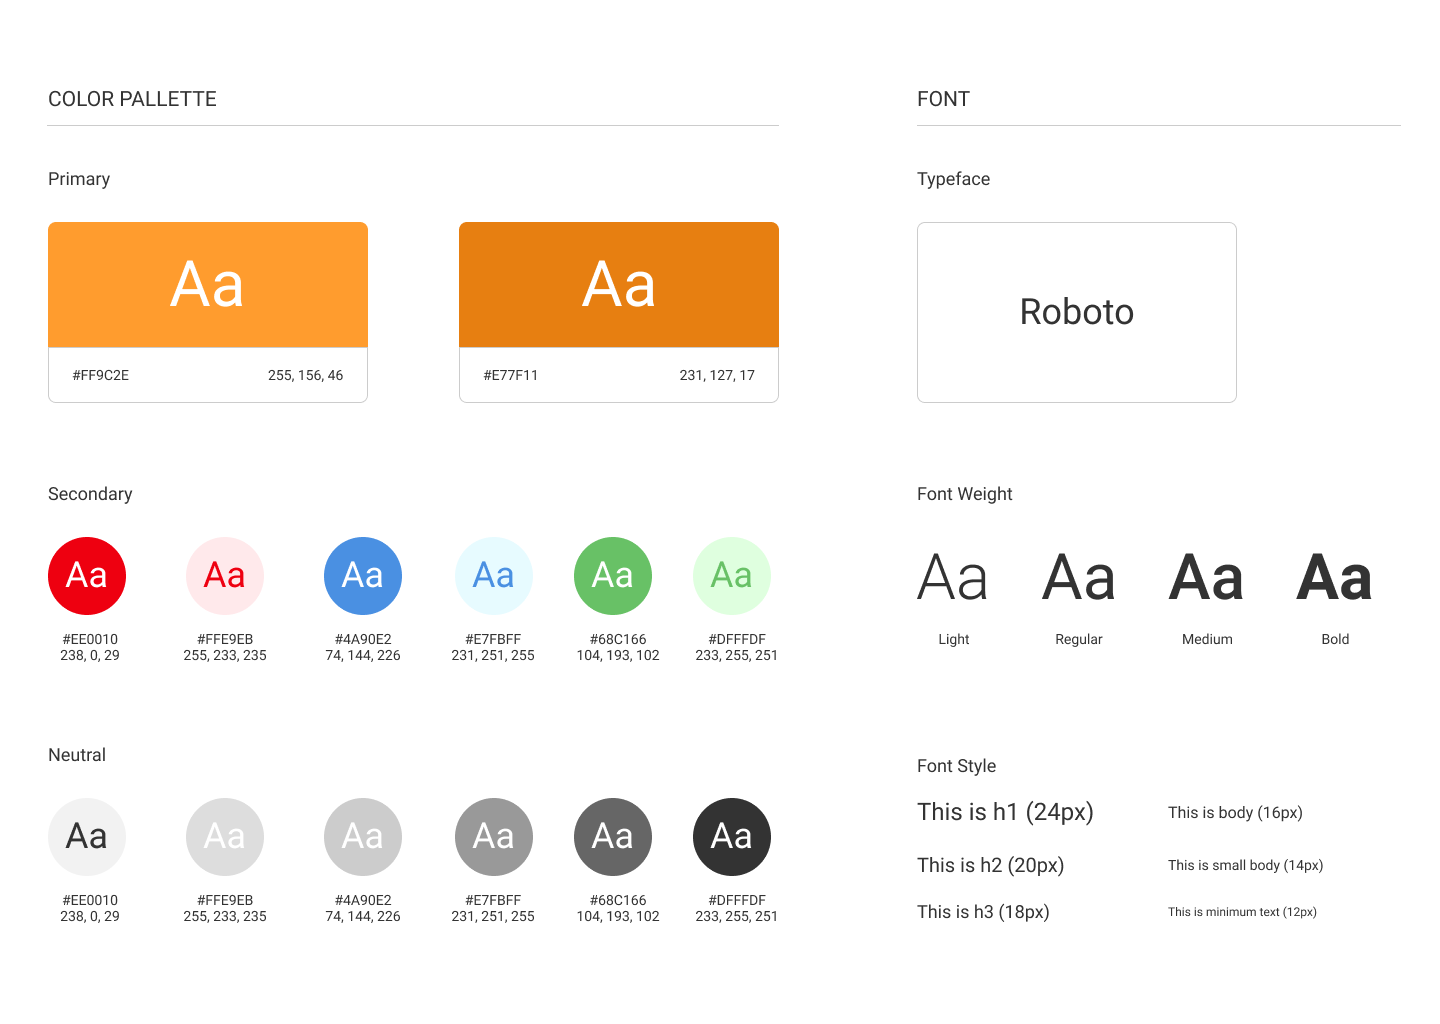 COLOR PALLETTE
Primary
Aa
#FF9C2E 255, 156, 46
Aa
#E77F11 231, 127, 17
Secondary
Aa Aa Aa Aa Aa Aa
#EE0010 #FFE9EB #4A90E2 #E7FBFF #68C166 #DFFFDF
238, 0, 29 255, 233, 235 74, 144, 226 231, 251, 255 104, 193, 102 233, 255, 251
Neutral
Aa Aa Aa Aa Aa Aa
#EE0010 #FFE9EB #4A90E2 #E7FBFF #68C166 #DFFFDF
238, 0, 29 255, 233, 235 74, 144, 226 231, 251, 255 104, 193, 102 233, 255, 251
FONT
Typeface
Roboto
Font Weight
Aa Aa Aa Aa
Light Regular Medium Bold
Font Style
This is h1 (24px)
This is h2 (20px)
This is h3 (18px)
This is body (16px)
This is small body (14px)
This is minimum text (12px)